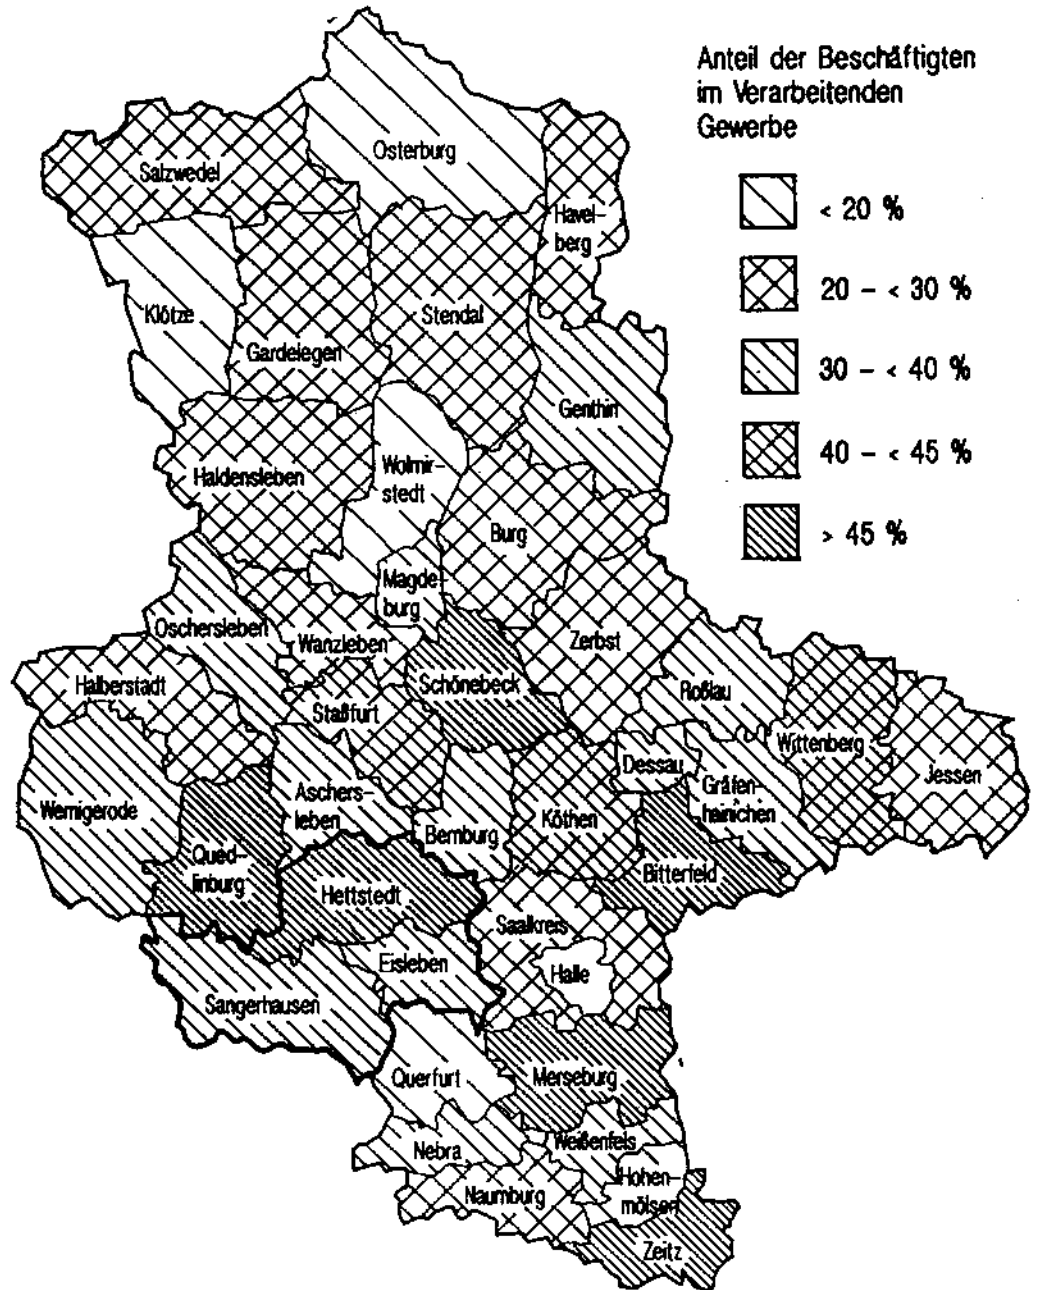 Anteil der Beschäftigten
im Verarbeitenden
Gewerbe
< 20 %
20 - < 30 %
30 - < 40 %
40 - < 45 %
> 45 %
Osterburg
Salzwedel
Havel-
berg
Klötze
Stendal
Gardelegen
Genthin
Wolmir-
stedt
Haldensleben
Burg
Magde-
burg
Oschersleben
Wanzleben
Zerbst
Halberstadt
Schönebeck
Roßlau
Staßfurt
Wittenberg
Dessau
Jessen
Gräfen-
hainichen
Wernigerode
Aschers-
leben
Bernburg
Köthen
Qued-
linburg
Bitterfeld
Hettstedt
Saalkreis
Eisleben
Halle
Sangerhausen
Querfurt
Merseburg
Weißenfels
Nebra
Hohen-
mölsen
Naumburg
Zeitz